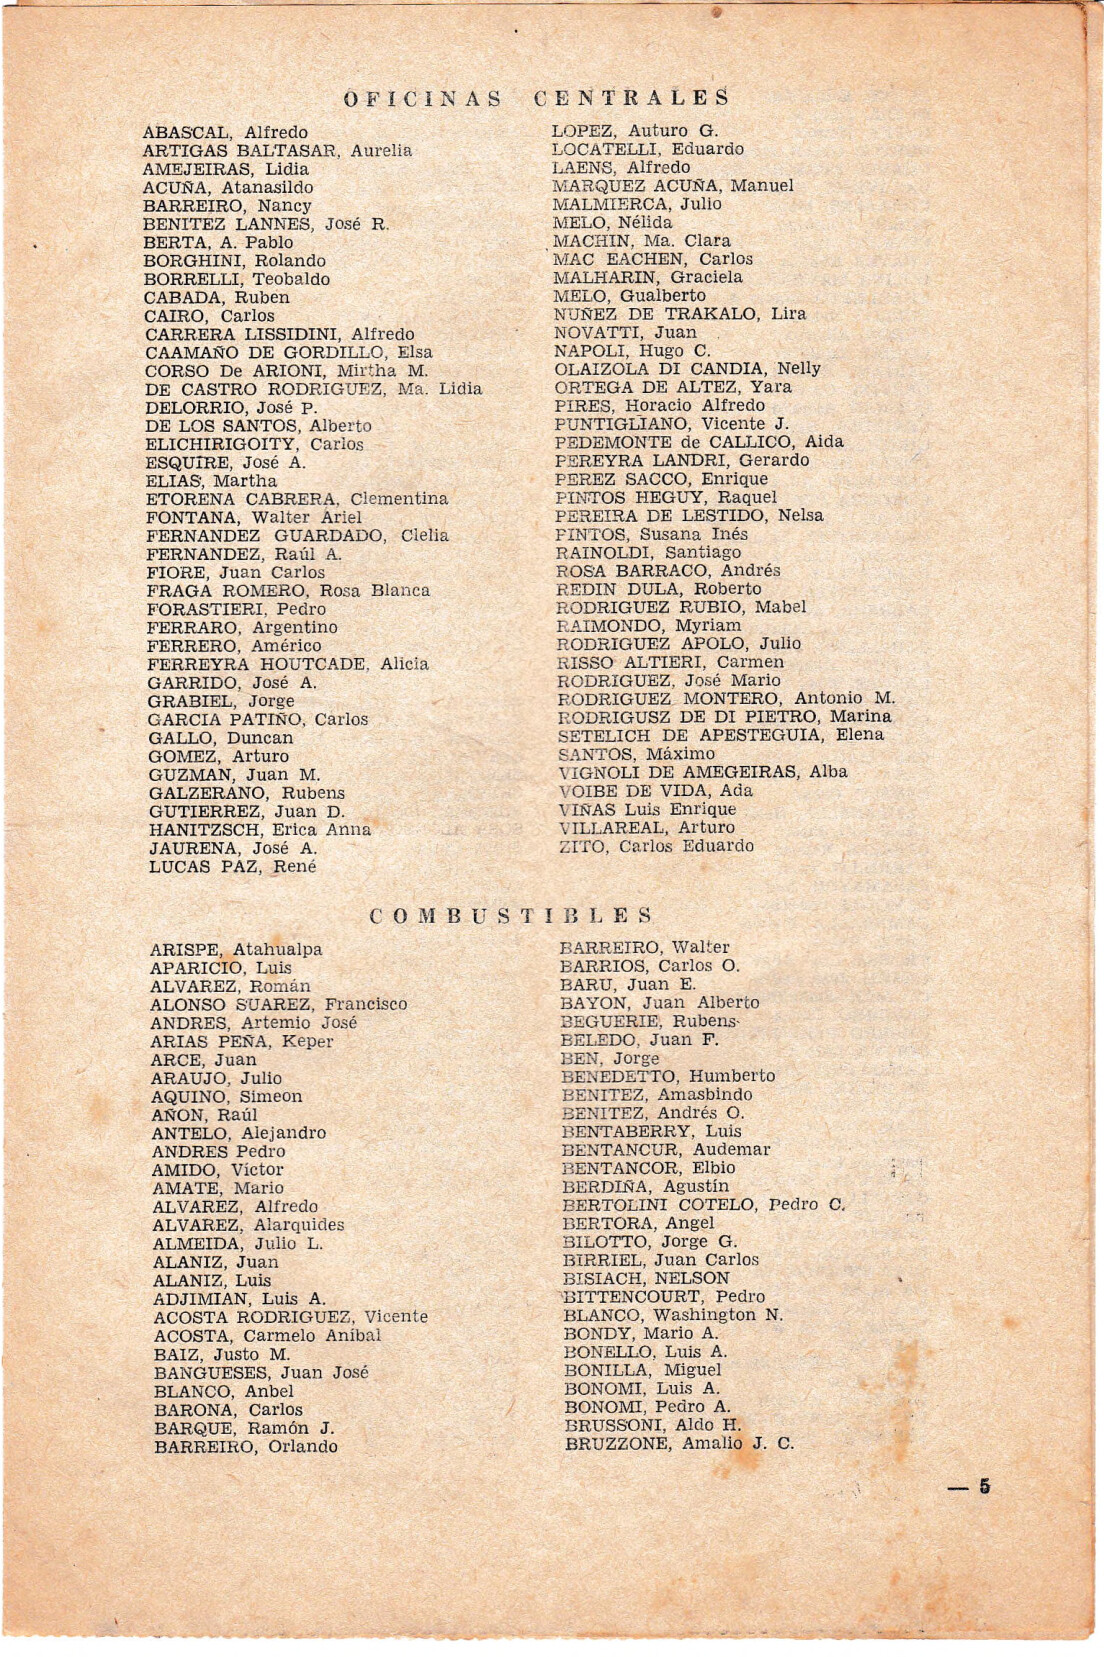 OFICINAS CENTRALES
ABASCAL, Alfredo
ARTIGAS BALTASAR, Aurelia
AMEJEIRAS, Lidia
ACUÑA, Atanasildo
BARREIRO, Nancy
BENITEZ LANNES, José R.
BERTA, A. Pablo
BORGHINI, Rolando
BORRELLI, Teobaldo
CABADA, Ruben
CAIRO, Carlos
CARRERA LISSIDINI, Alfredo
CAAMAÑO DE GORDILLO, Elsa
CORSO De ARIONI, Mirtha M.
DE CASTRO RODRIGUEZ, Ma. Lidia
DELORRIO, José P.
DE LOS SANTOS, Alberto
ELICHIRIGOITY, Carlos
ESQUIRE, José A.
ELIAS, Martha
ETORENA CABRERA, Clementina
FONTANA, Walter Ariel
FERNANDEZ GUARDADO, Clelia
FERNANDEZ, Raúl A.
FIORE, Juan Carlos
FRAGA ROMERO, Rosa Blanca
FORASTIERI, Pedro
FERRARO, Argentino
FERRERO, Américo
FERREYRA HOUTCADE, Alicia
GARRIDO, José A.
GRABIEL, Jorge
GARCIA PATIÑO, Carlos
GALLO, Duncan
GOMEZ, Arturo
GUZMAN, Juan M.
GALZERANO, Rubens
GUTIERREZ, Juan D.
HANITZSCH, Erica Anna
JAURENA, José A.
LUCAS PAZ, René
LOPEZ, Auturo G.
LOCATELLI, Eduardo
LAENS, Alfredo
MARQUEZ ACUÑA, Manuel
MALMIERCA, Julio
MELO, Nélida
MACHIN, Ma. Clara
MAC EACHEN, Carlos
MALHARIN, Graciela
MELO, Gualberto
NUÑEZ DE TRAKALO, Lira
NOVATTI, Juan
NAPOLI, Hugo C.
OLAIZOLA DI CANDIA, Nelly
ORTEGA DE ALTEZ, Yara
PIRES, Horacio Alfredo
PUNTIGLIANO, Vicente J.
PEDEMONTE de CALLICO, Aida
PEREYRA LANDRI, Gerardo
PEREZ SACCO, Enrique
PINTOS HEGUY, Raquel
PEREIRA DE LESTIDO, Nelsa
PINTOS, Susana Inés
RAINOLDI, Santiago
ROSA BARRACO, Andrés
REDIN DULA, Roberto
RODRIGUEZ RUBIO, Mabel
RAIMONDO, Myriam
RODRIGUEZ APOLO, Julio
RISSO ALTIERI, Carmen
RODRIGUEZ, José Mario
RODRIGUEZ MONTERO, Antonio M.
RODRIGUSZ DE DI PIETRO, Marina
SETELICH DE APESTEGUIA, Elena
SANTOS, Máximo
VIGNOLI DE AMEGEIRAS, Alba
VOIBE DE VIDA, Ada
VIÑAS Luis Enrique
VILLAREAL, Arturo
ZITO, Carlos Eduardo
COMBUSTIBLES
ARISPE, Atahualpa
APARICIO, Luis
ALVAREZ, Román
ALONSO SUAREZ, Francisco
ANDRES, Artemio José
ARIAS PEÑA, Keper
ARCE, Juan
ARAUJO, Julio
AQUINO, Simeon
AÑON, Raúl
ANTELO, Alejandro
ANDRES Pedro
AMIDO, Víctor
AMATE, Mario
ALVAREZ, Alfredo
ALVAREZ, Alarquides
ALMEIDA, Julio L.
ALANIZ, Juan
ALANIZ, Luis
ADJIMIAN, Luis A.
ACOSTA RODRIGUEZ, Vicente
ACOSTA, Carmelo Aníbal
BAIZ, Justo M.
BANGUESES, Juan José
BLANCO, Anbel
BARONA, Carlos
BARQUE, Ramón J.
BARREIRO, Orlando
BARREIRO, Walter
BARRIOS, Carlos O.
BARU, Juan E.
BAYON, Juan Alberto
BEGUERIE, Rubens
BELEDO, Juan F.
BEN, Jorge
BENEDETTO, Humberto
BENITEZ, Amasbindo
BENITEZ, Andrés O.
BENTABERRY, Luis
BENTANCUR, Audemar
BENTANCOR, Elbio
BERDIÑA, Agustín
BERTOLINI COTELO, Pedro C.
BERTORA, Angel
BILOTTO, Jorge G.
BIRRIEL, Juan Carlos
BISIACH, NELSON
BITTENCOURT, Pedro
BLANCO, Washington N.
BONDY, Mario A.
BONELLO, Luis A.
BONILLA, Miguel
BONOMI, Luis A.
BONOMI, Pedro A.
BRUSSONI, Aldo H.
BRUZZONE, Amalio J. C.
— 5